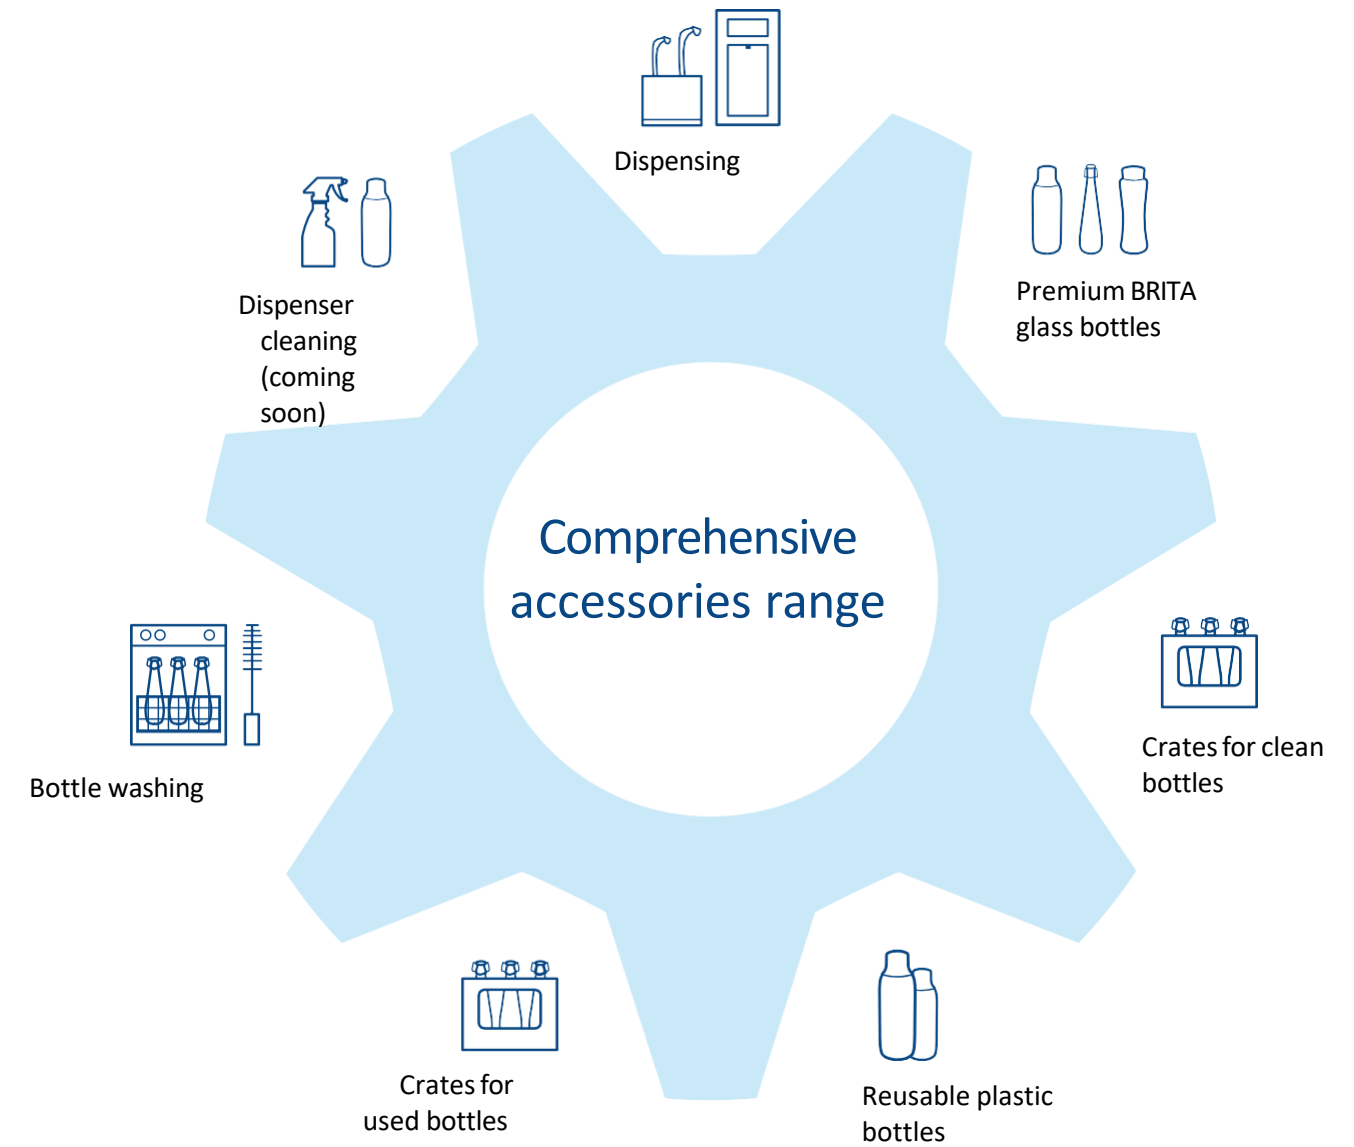 Dispensing
Premium BRITA
glass bottles
Dispenser
cleaning
(coming
soon)
Comprehensive
accessories range
Crates for clean
bottles
Bottle washing
Crates for
used bottles
Reusable plastic
bottles